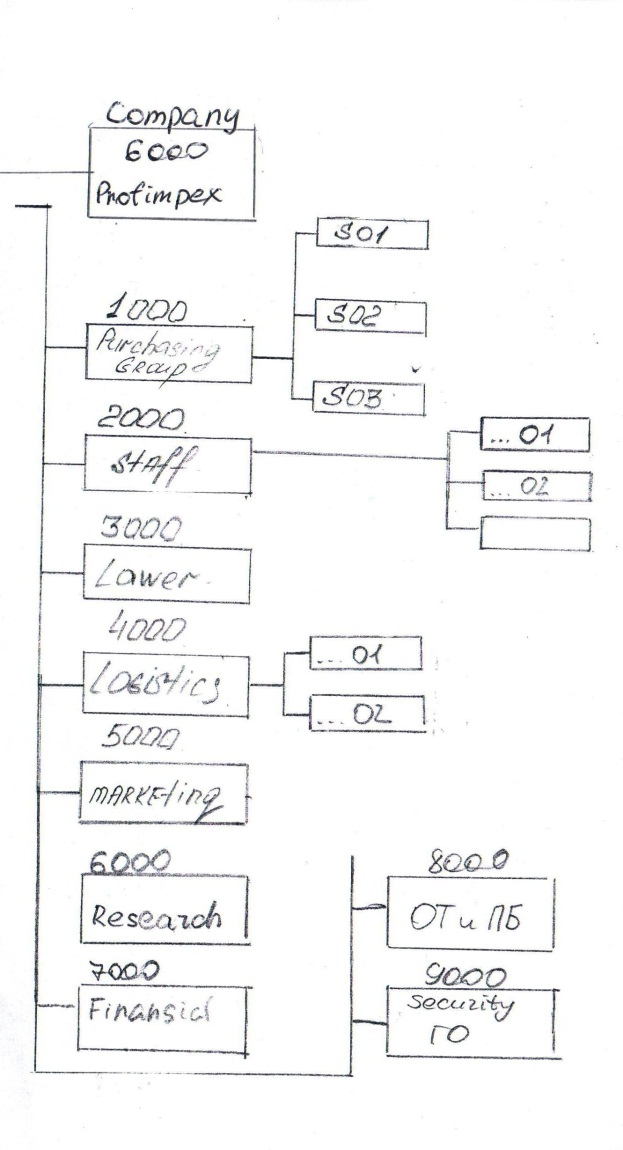 Company
6000
Profimpex
S01
1000
Purchasing
GROUP
S02
S03
2000
Staff
... 01
... 02
3000
Lawer
4000
Logistics
... 01
... 02
5000
MARKEting
6000
Research
8000
ОТ и ПБ
7000
Finansial
9000
Security
ГО